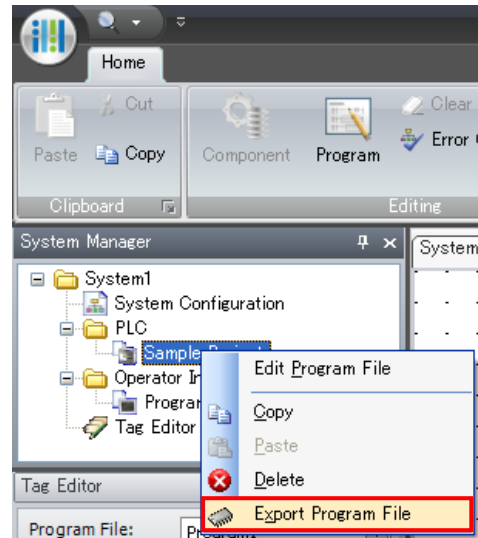 Home
Cut
Paste
Copy
Component
Program
Clear
Error
Clipboard
Editing
System Manager
System
System1
System Configuration
PLC
Sample
Operator
Tag Editor
Edit Program File
Copy
Paste
Delete
Export Program File
Tag Editor
Program File: